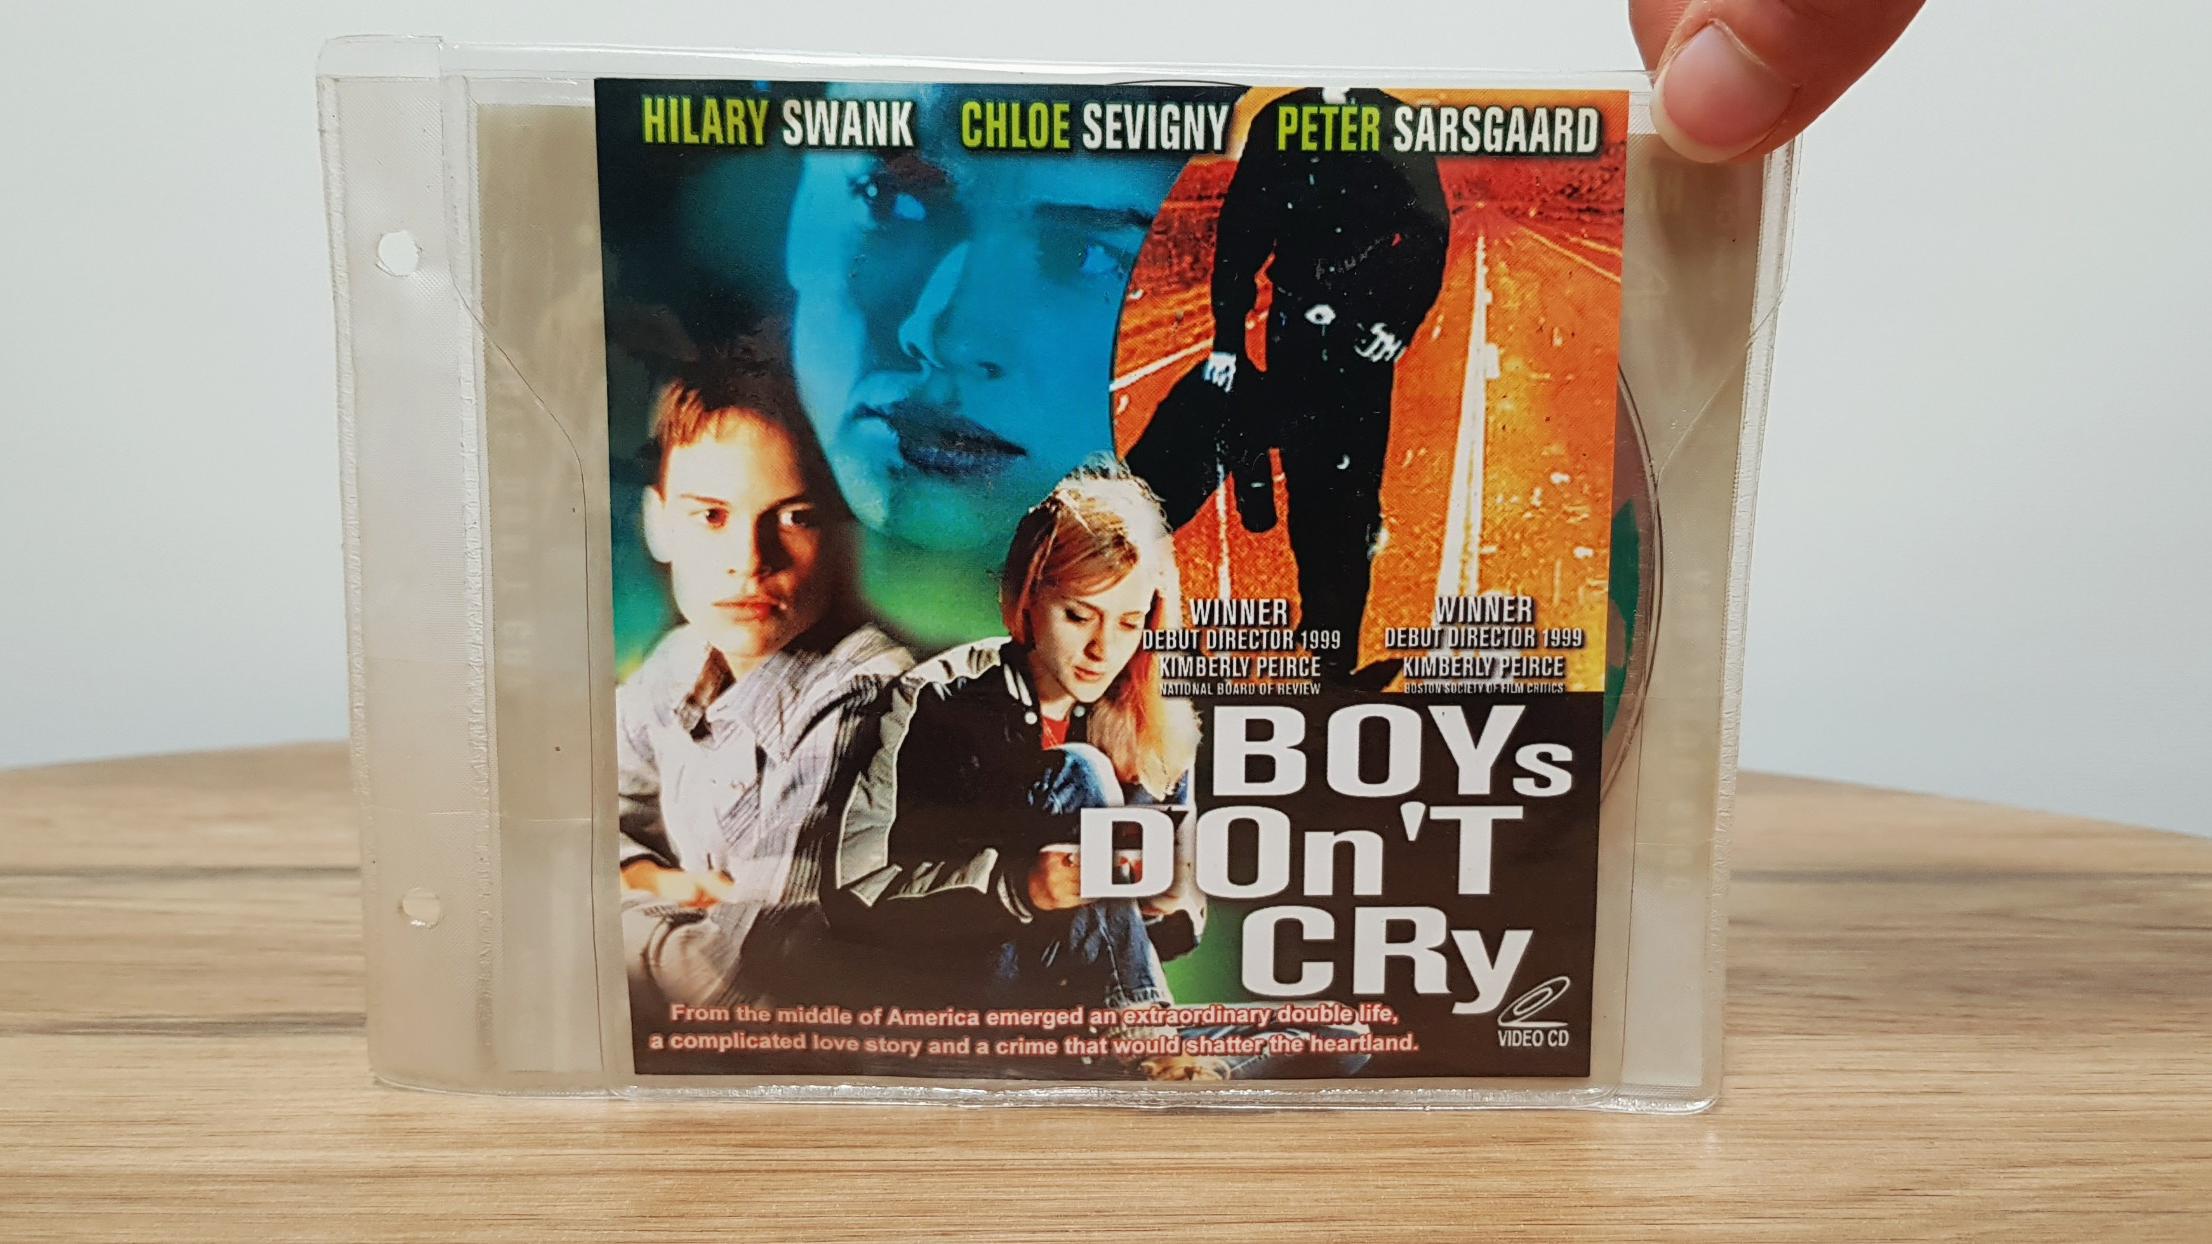 HILARY SWANK CHLOE SEVIGNY PETER SARSGAARD
WINNER
DEBUT DIRECTOR 1999
KIMBERLY PEIRCE
NATIONAL BOARD OF REVIEW
WINNER
DEBUT DIRECTOR 1999
KIMBERLY PEIRCE
BOSTON SOCIETY OF FILM CRITICS
BOYs
DOn'T
CRy
From the middle of America emerged an extraordinary double life,
a complicated love story and a crime that would shatter the heartland.
VIDEO CD